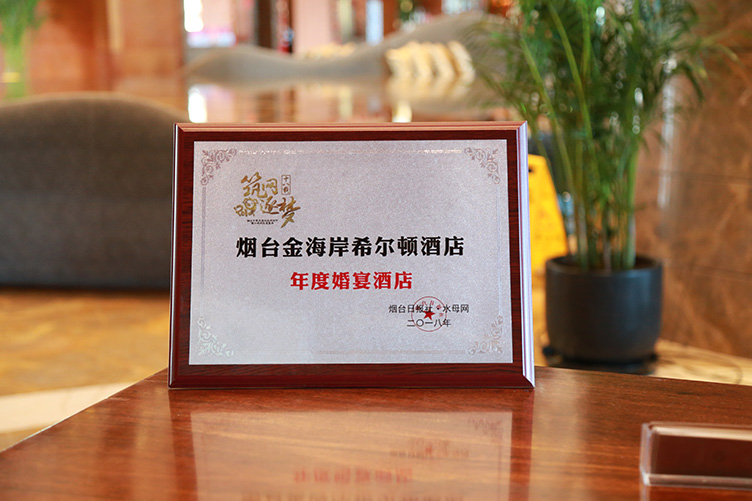 筑网
追梦
十载
烟台金海岸希尔顿酒店
年度婚宴酒店
烟台日报社·水母网
二〇一八年